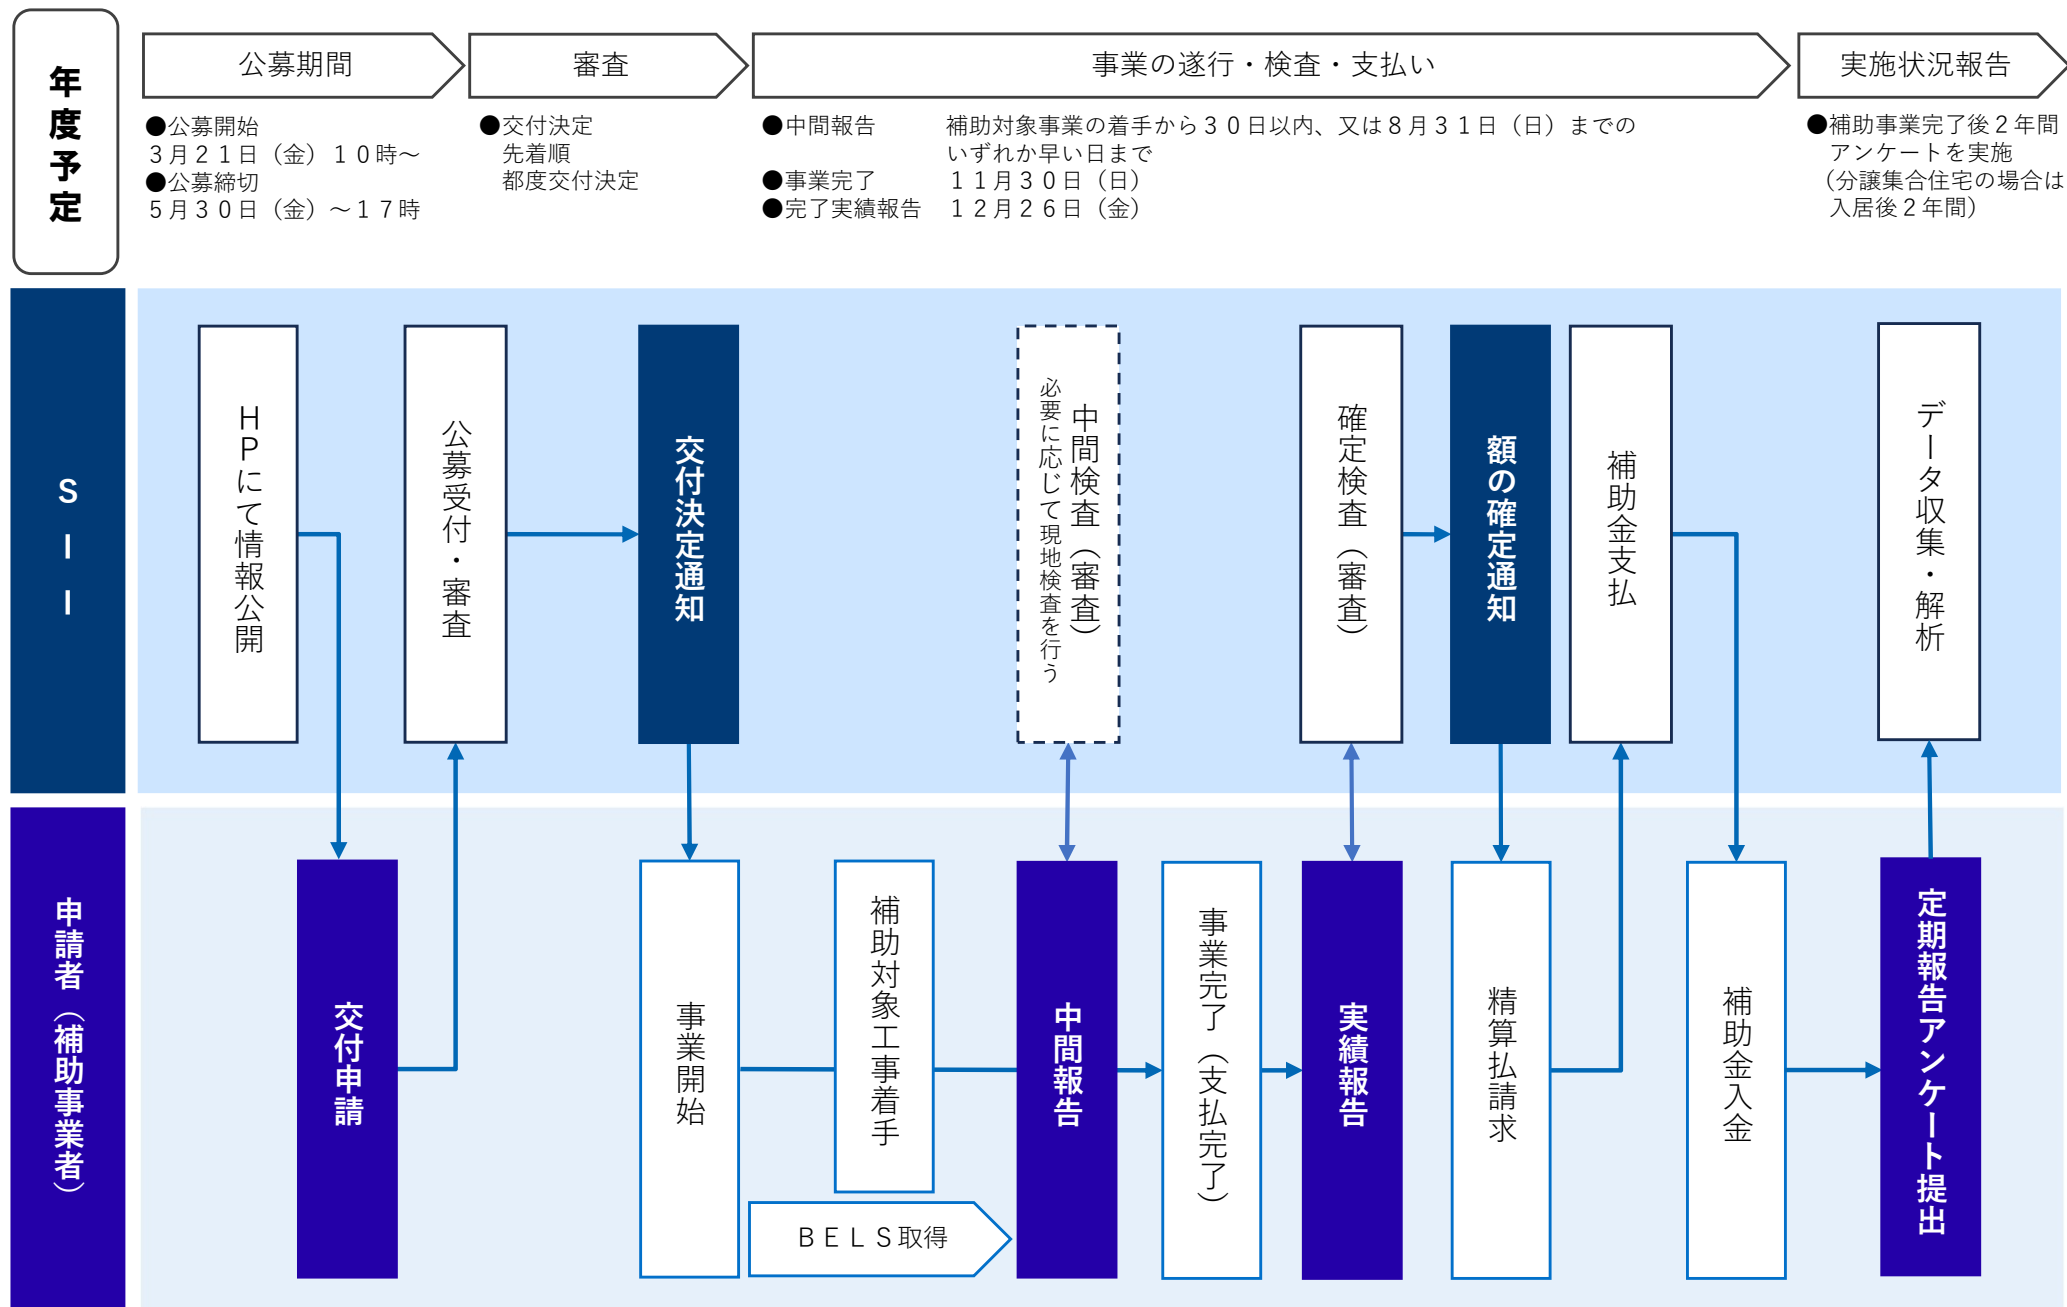 年度予定
公募期間
審査
事業の遂行・検査・支払い
実施状況報告
●公募開始
３月２１日（金）１０時～
●公募締切
５月３０日（金）～１７時
●交付決定
先着順
都度交付決定
●中間報告　補助対象事業の着手から３０日以内、又は８月３１日（日）までの
いずれか早い日まで
●事業完了　１１月３０日（日）
●完了実績報告　１２月２６日（金）
●補助事業完了後２年間
アンケートを実施
（分譲集合住宅の場合は
入居後２年間）
ＳＩＩ
ＨＰにて情報公開
公募受付・審査
交付決定通知
中間検査（審査）
必要に応じて現地検査を行う
確定検査（審査）
額の確定通知
補助金支払
データ収集・解析
申請者（補助事業者）
交付申請
事業開始
補助対象工事着手
ＢＥＬＳ取得
中間報告
事業完了（支払完了）
実績報告
精算払請求
補助金入金
定期報告アンケート提出